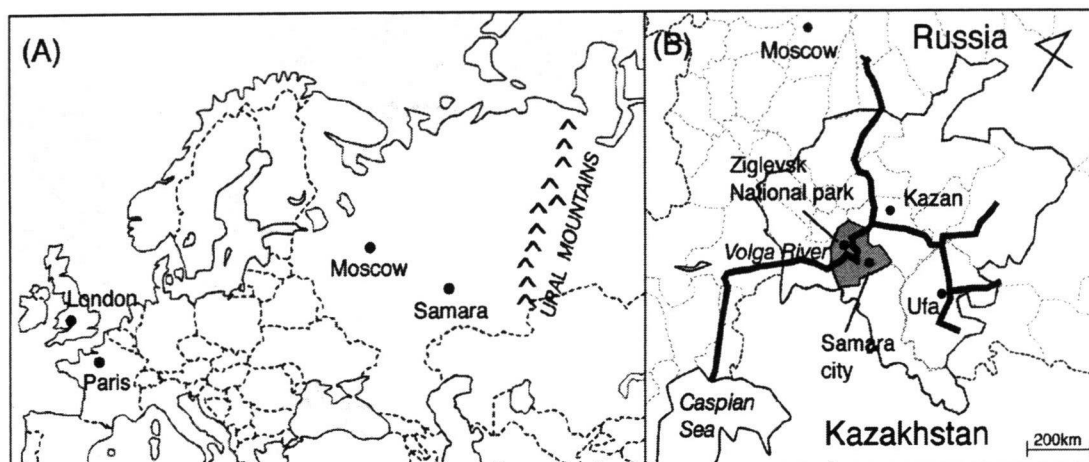 (A)
London
Paris
Moscow
Samara
URAL MOUNTAINS
(B)
Moscow
Russia
Ziglevsk
National park
Kazan
Volga River
Ufa
Samara
city
Caspian
Sea
Kazakhstan
200km